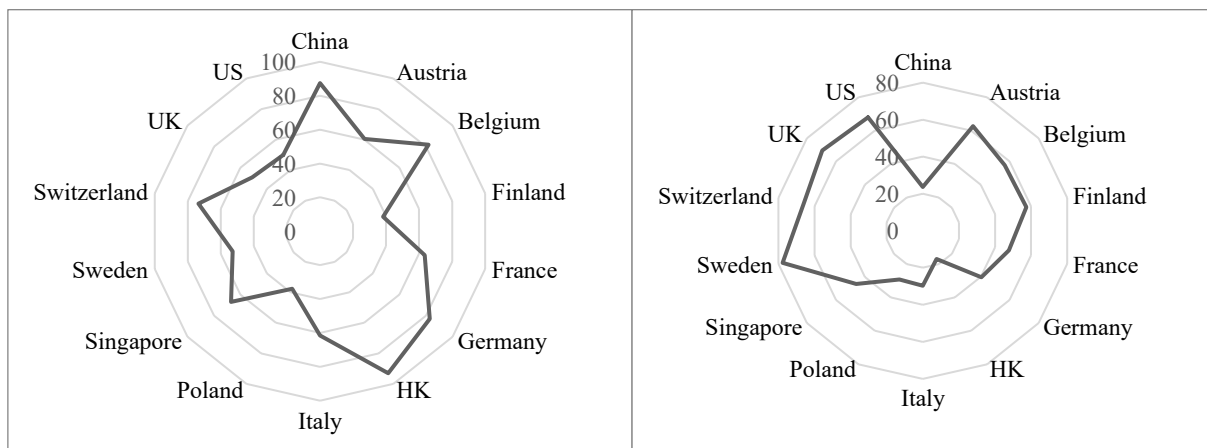 China
100
US
Austria
80
UK
Belgium
60
40
Switzerland
Finland
20
0
Sweden
France
Singapore
Germany
Poland
HK
Italy
China
80
US
Austria
60
UK
Belgium
40
Switzerland
Finland
20
0
Sweden
France
Singapore
Germany
Poland
HK
Italy